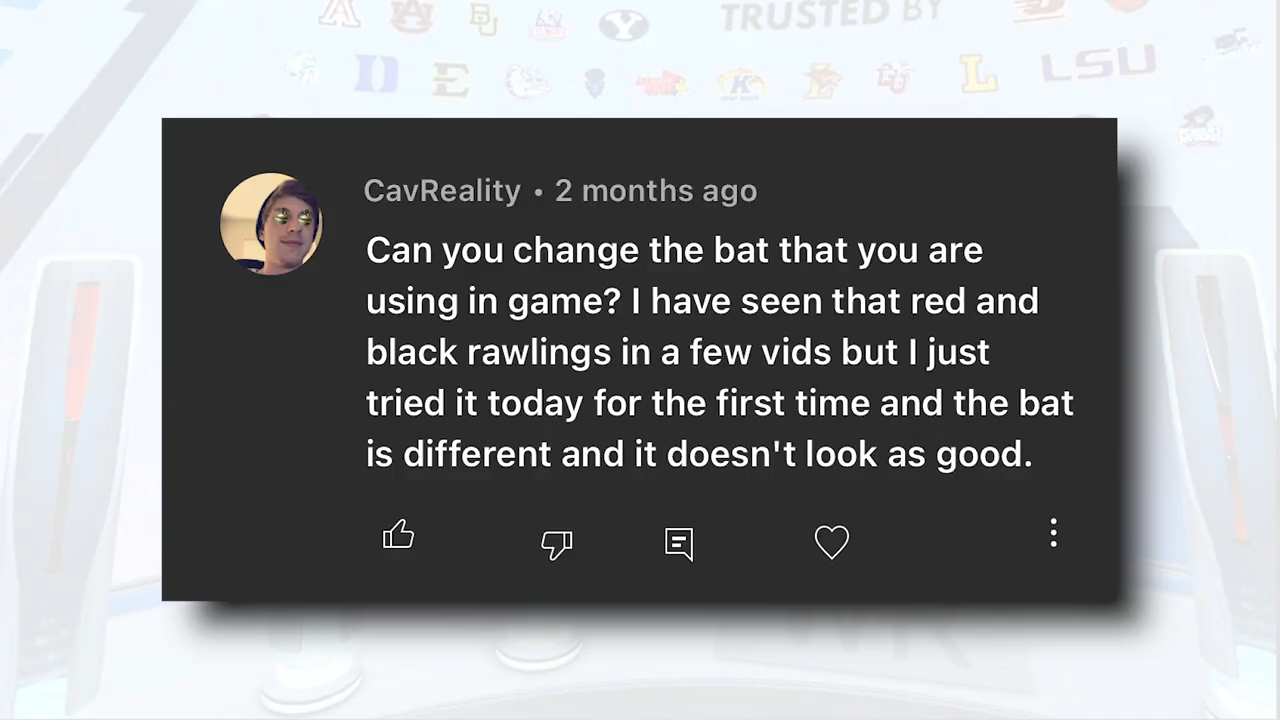 TRUSTED BY
LSU
CavReality • 2 months ago
Can you change the bat that you are
using in game? I have seen that red and
black rawlings in a few vids but I just
tried it today for the first time and the bat
is different and it doesn't look as good.